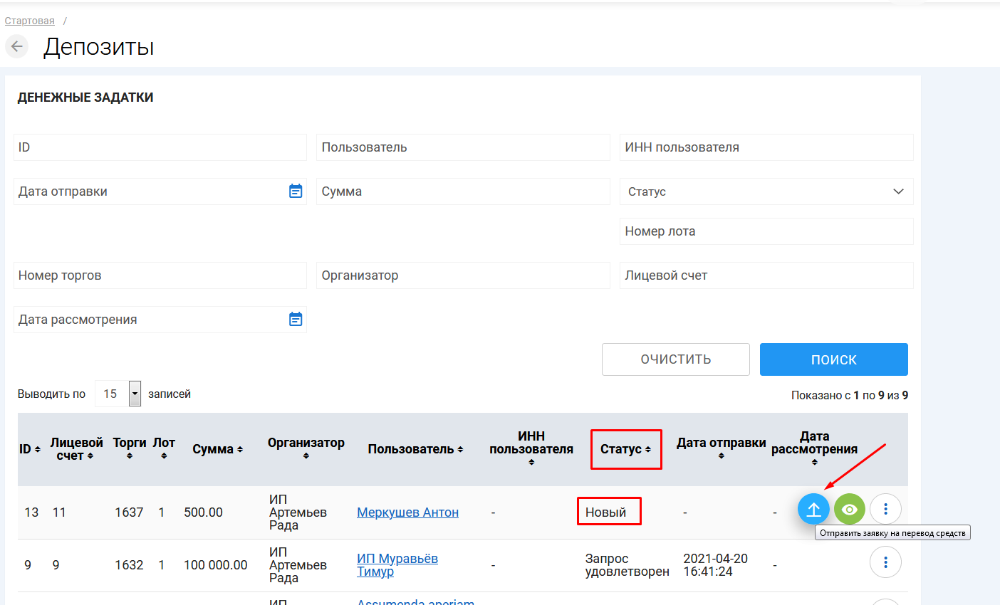 Стартовая /
Депозиты
ДЕНЕЖНЫЕ ЗАДАТКИ
ID Пользователь ИНН пользователя
Дата отправки Сумма Статус
Номер лота
Номер торгов Организатор Лицевой счет
Дата рассмотрения
ОЧИСТИТЬ ПОИСК
Выводить по 15 записей Показано с 1 по 9 из 9
ID Лицевой счет Торги Лот Сумма Организатор Пользователь ИНН пользователя Статус Дата отправки Дата рассмотрения
13 11 1637 1 500.00 ИП Артемьев Рада Меркушев Антон - Новый - -
Отправить заявку на перевод средств
9 9 1632 1 100 000.00 ИП Артемьев Рада ИП Муравьёв Тимур - Запрос удовлетворен 2021-04-20 16:41:24 -
ИП Assumenda aperiam